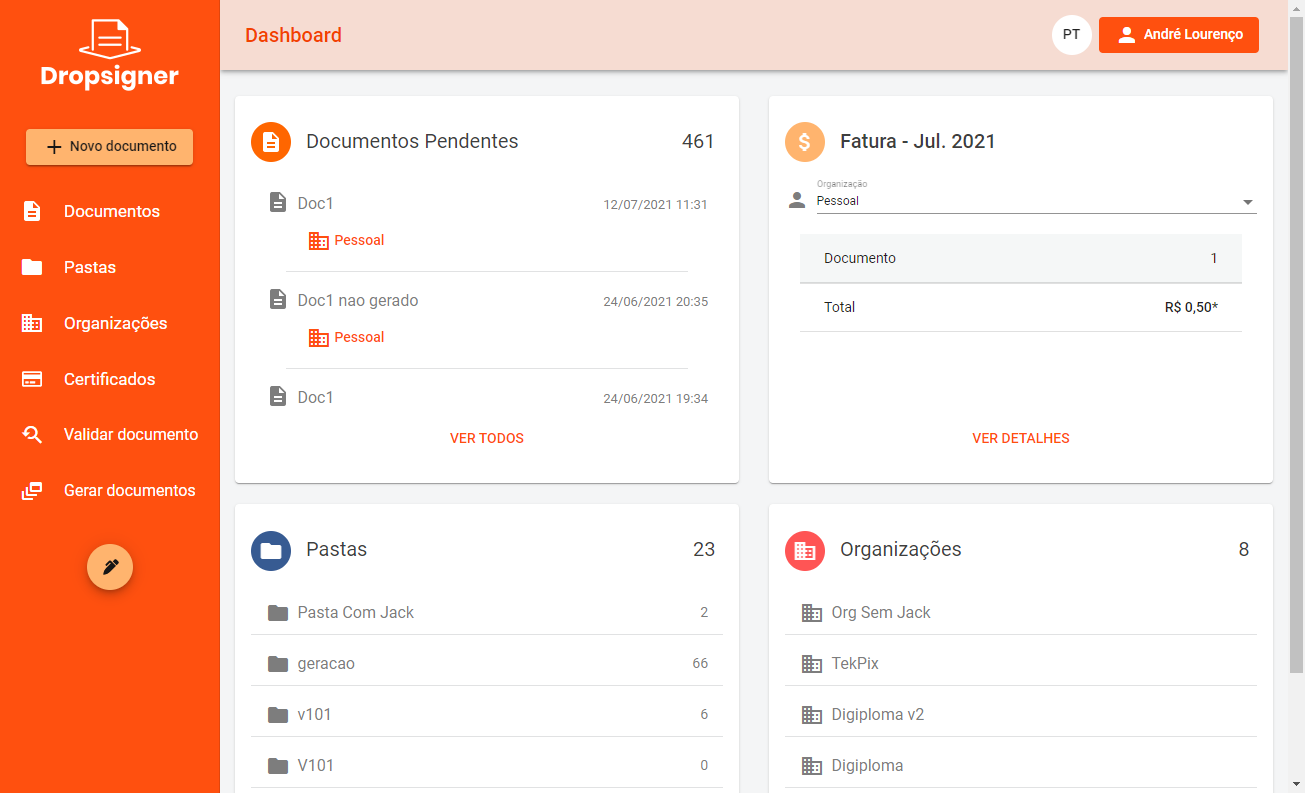 Dropsigner
Novo documento
Documentos
Pastas
Organizações
Certificados
Validar documento
Gerar documentos
Dashboard
PT
André Lourenço
Documentos Pendentes 461
Doc1 12/07/2021 11:31
Pessoal
Doc1 nao gerado 24/06/2021 20:35
Pessoal
Doc1 24/06/2021 19:34
VER TODOS
Fatura - Jul. 2021
Organização
Pessoal
Documento 1
Total R$ 0,50*
VER DETALHES
Pastas 23
Pasta Com Jack 2
geracao 66
v101 6
V101 0
Organizações 8
Org Sem Jack
TekPix
Digiploma v2
Digiploma